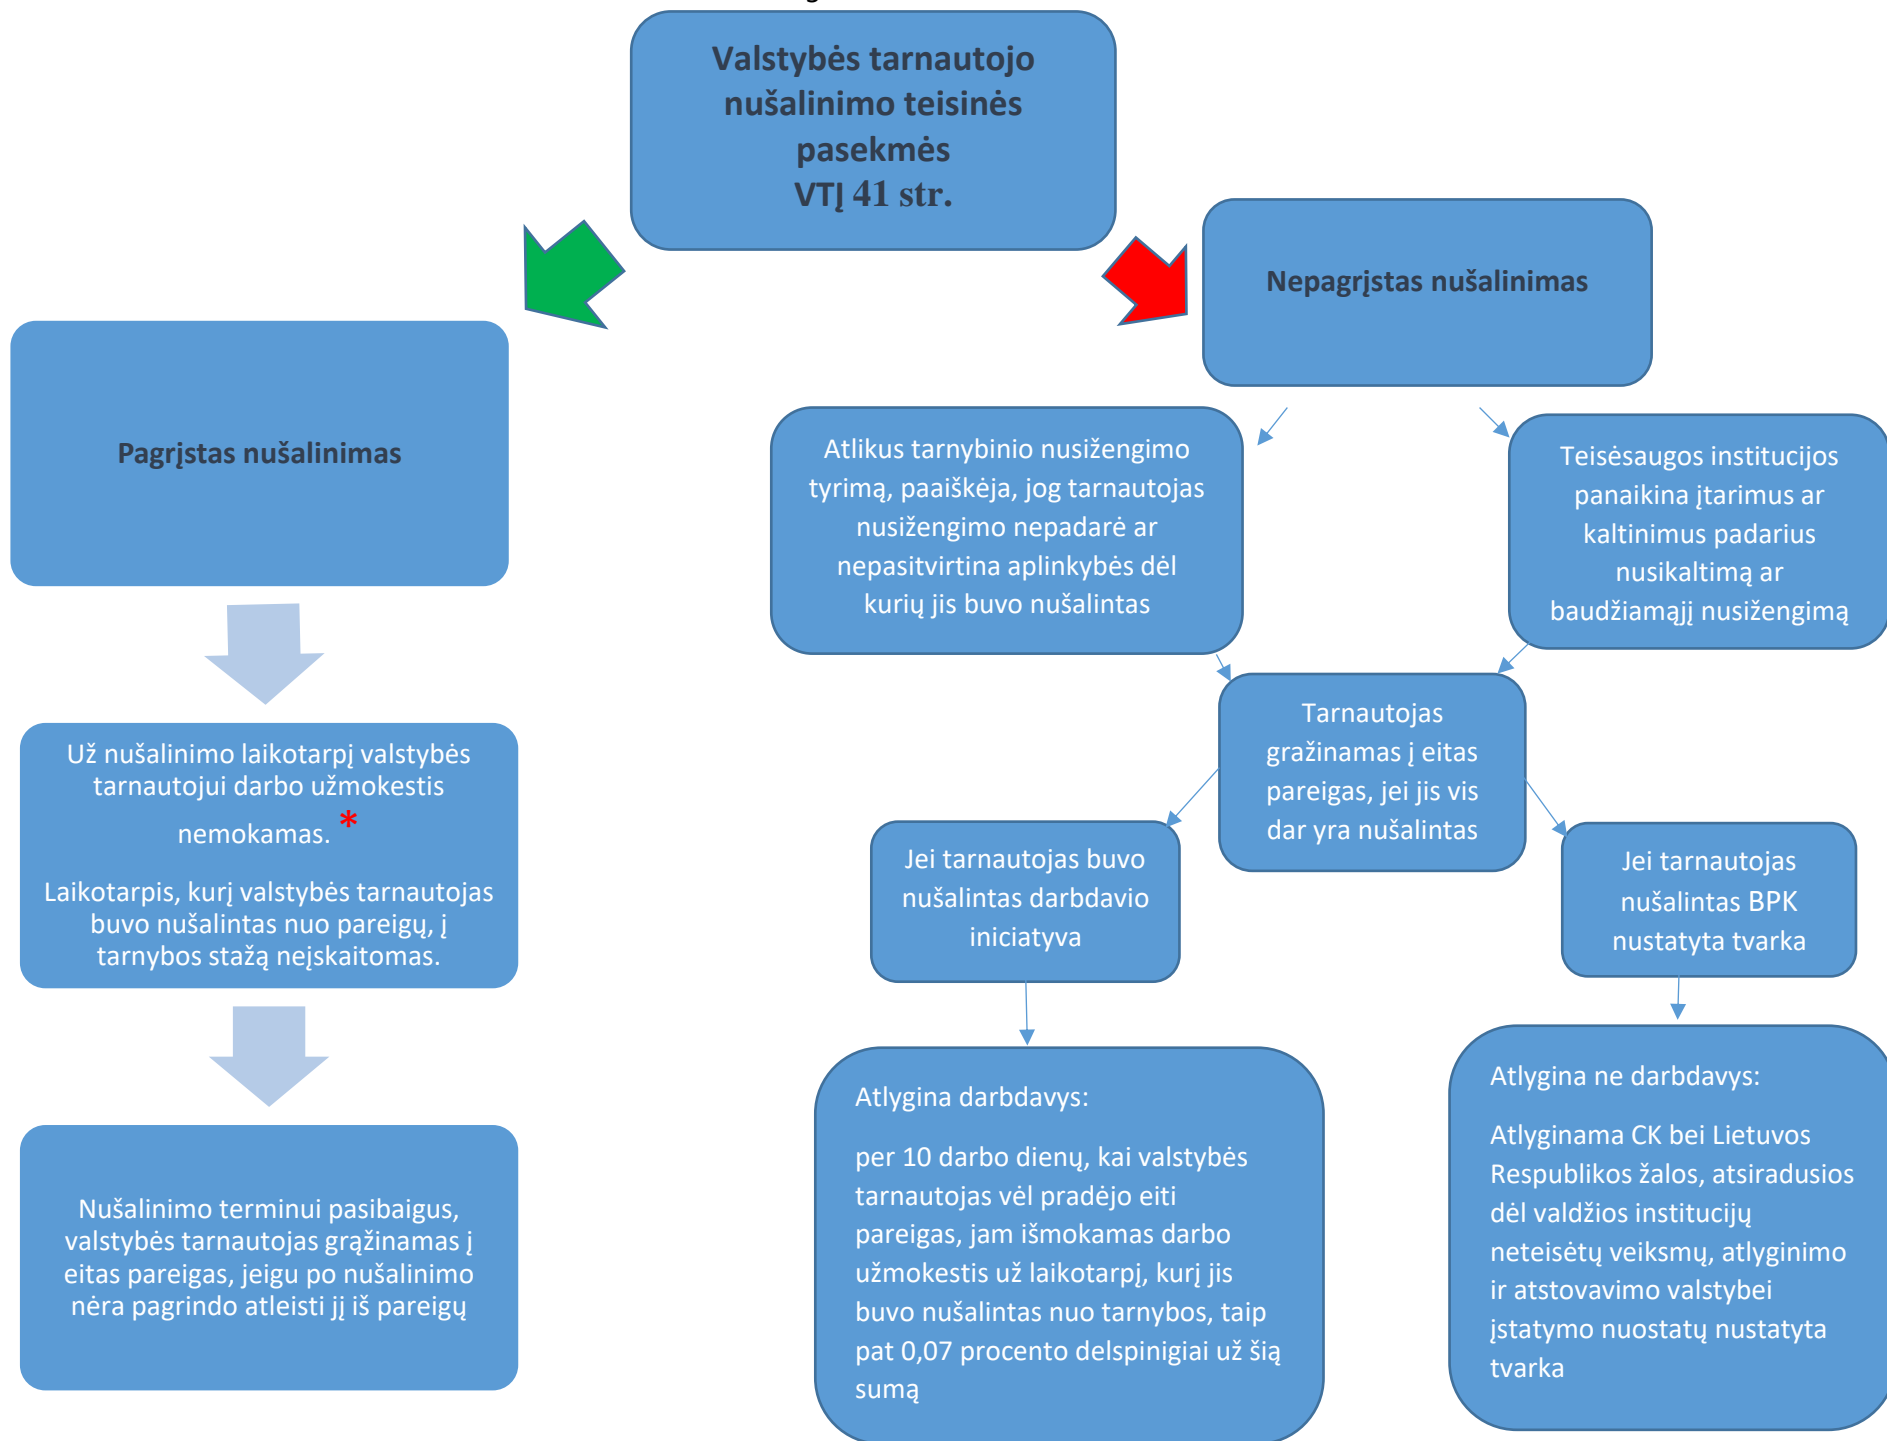 Valstybės tarnautojo
nušalinimo teisinės
pasekmės
VTĮ 41 str.
Nepagrįstas nušalinimas
Pagrįstas nušalinimas
Atlikus tarnybinio nusižengimo
tyrimą, paaiškėja, jog tarnautojas
nusižengimo nepadarė ar
nepasitvirtina aplinkybės dėl
kurių jis buvo nušalintas
Teisėsaugos institucijos
panaikina įtarimus ar
kaltinimus padarius
nusikaltimą ar
baudžiamąjį nusižengimą
Tarnautojas
gražinamas į eitas
pareigas, jei jis vis
dar yra nušalintas
Už nušalinimo laikotarpį valstybės
tarnautojui darbo užmokestis
nemokamas. *
Laikotarpis, kurį valstybės tarnautojas
buvo nušalintas nuo pareigų, į
tarnybos stažą neįskaitomas.
Jei tarnautojas buvo
nušalintas darbdavio
iniciatyva
Jei tarnautojas
nušalintas BPK
nustatyta tvarka
Nušalinimo terminui pasibaigus,
valstybės tarnautojas grąžinamas į
eitas pareigas, jeigu po nušalinimo
nėra pagrindo atleisti jį iš pareigų
Atlygina darbdavys:
per 10 darbo dienų, kai valstybės
tarnautojas vėl pradėjo eiti
pareigas, jam išmokamas darbo
užmokestis už laikotarpį, kurį jis
buvo nušalintas nuo tarnybos, taip
pat 0,07 procento delspinigiai už šią
sumą
Atlygina ne darbdavys:
Atlyginama CK bei Lietuvos
Respublikos žalos, atsiradusios
dėl valdžios institucijų
neteisėtų veiksmų, atlyginimo
ir atstovavimo valstybei
įstatymo nuostatų nustatyta
tvarka